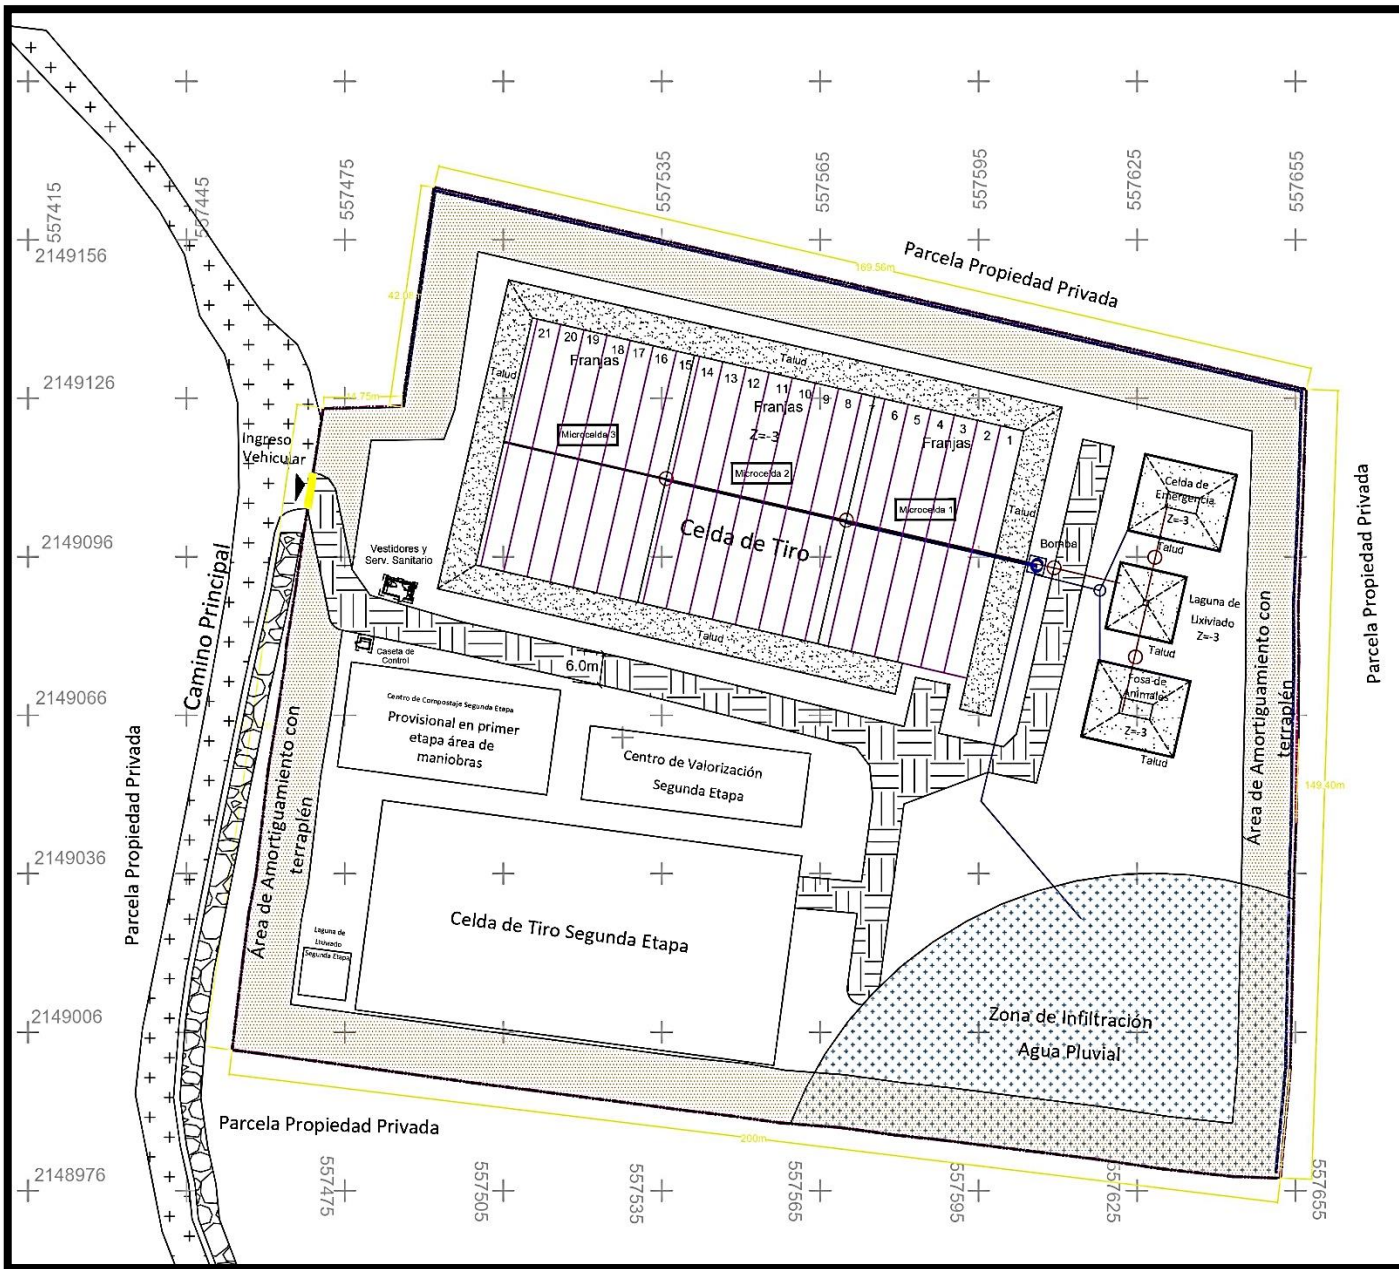 557415
557445
557475
557535
557565
557595
557625
557655
2149156
2149126
2149096
2149066
2149036
2149006
2148976
Parcela Propiedad Privada
169.56m
Talud
21
20
19
18
17
16
15
14
13
12
11
10
9
8
7
6
5
4
3
2
1
Franjas
Franjas
Franjas
Z=-3
Talud
Microcelda 3
Microcelda 2
Microcelda 1
Celda de Tiro
Talud
Talud
Ingreso
Vehicular
Camino Principal
Vestidores y
Serv. Sanitario
Caseta de
Control
6.0m
Bomba
Celda de
Emergencia
Z=-3
Talud
Laguna de
Lixiviado
Z=-3
Talud
Fosa de
Animales
Z=-3
Talud
Área de Amortiguamiento con
terraplén
Parcela Propiedad Privada
149.40m
Centro de Compostaje Segunda Etapa
Provisional en primer
etapa área de
maniobras
Centro de Valorización
Segunda Etapa
Parcela Propiedad Privada
Área de Amortiguamiento con
terraplén
Laguna de
Lixiviado
Segunda Etapa
Celda de Tiro Segunda Etapa
Zona de Infiltración
Agua Pluvial
Parcela Propiedad Privada
200m
557475
557505
557535
557565
557595
557625
557655